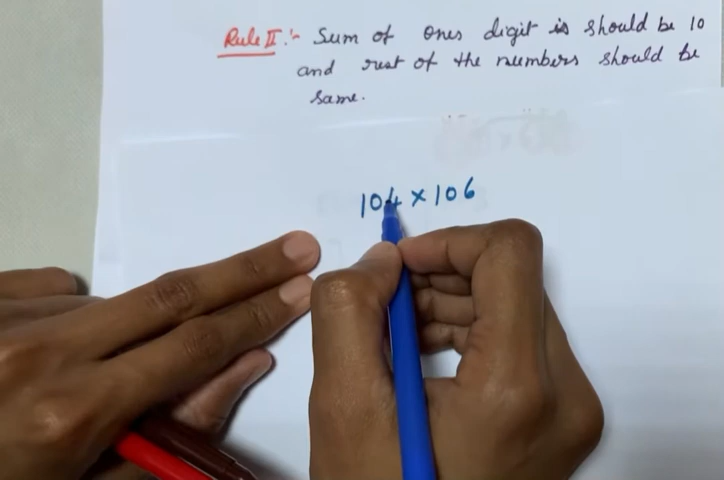 Rule II :- Sum of ones digit is should be 10
and rest of the numbers should be
same.
104 × 106